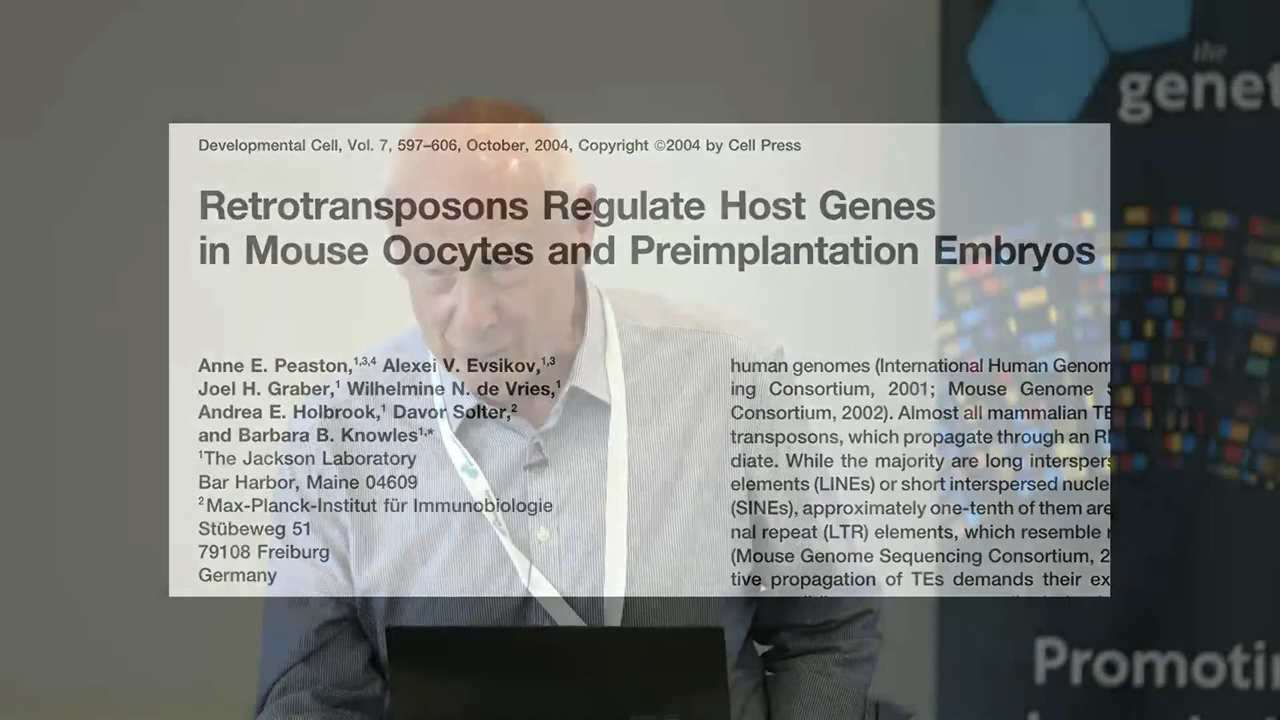 the
genet
Developmental Cell, Vol. 7, 597–606, October, 2004, Copyright ©2004 by Cell Press
Retrotransposons Regulate Host Genes
in Mouse Oocytes and Preimplantation Embryos
Anne E. Peaston,1,3,4 Alexei V. Evsikov,1,3
Joel H. Graber,1 Wilhelmine N. de Vries,1
Andrea E. Holbrook,1 Davor Solter,2
and Barbara B. Knowles1,*
1The Jackson Laboratory
Bar Harbor, Maine 04609
2Max-Planck-Institut für Immunobiologie
Stübeweg 51
79108 Freiburg
Germany
human genomes (International Human Genom
ing Consortium, 2001; Mouse Genome S
Consortium, 2002). Almost all mammalian TE
transposons, which propagate through an RN
diate. While the majority are long interspers
elements (LINEs) or short interspersed nucle
(SINEs), approximately one-tenth of them are
nal repeat (LTR) elements, which resemble r
(Mouse Genome Sequencing Consortium, 2
tive propagation of TEs demands their ex
Promotin